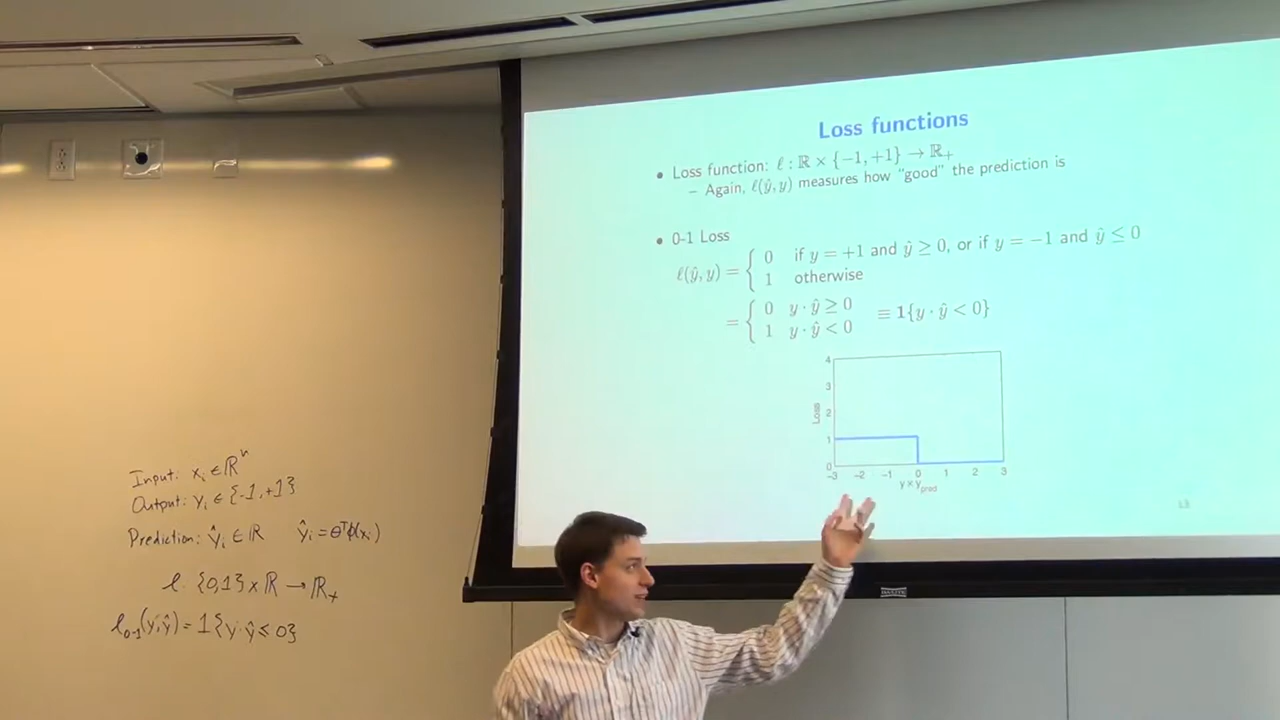 Loss functions
• Loss function: ℓ : ℝ × {−1, +1} → ℝ₊
– Again, ℓ(ŷ, y) measures how "good" the prediction is
• 0-1 Loss
ℓ(ŷ, y) = { 0 if y = +1 and ŷ ≥ 0, or if y = −1 and ŷ ≤ 0
1 otherwise
= { 0 y · ŷ ≥ 0
1 y · ŷ < 0 ≡ 1{y · ŷ < 0}
4
3
2
1
0
Loss
−3 −2 −1 0 1 2 3
y × y_pred
13
Input: xᵢ ∈ ℝⁿ
Output: yᵢ ∈ {-1, +1}
Prediction: ŷᵢ ∈ ℝ ŷᵢ = θᵀϕ(xᵢ)
ℓ: {0,1} × ℝ → ℝ₊
ℓ₀₋₁(y, ŷ) = 1{y · ŷ ≤ 0}
DA-LITE